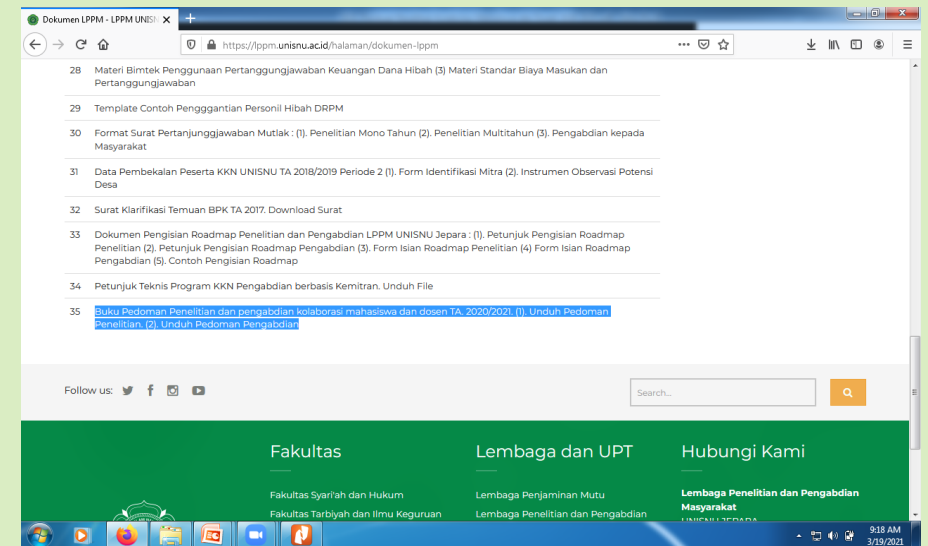 Dokumen LPPM - LPPM UNISN
https://lppm.unisnu.ac.id/halaman/dokumen-lppm
28 Materi Bimtek Penggunaan Pertanggungjawaban Keuangan Dana Hibah (3) Materi Standar Biaya Masukan dan
Pertanggungjawaban
29 Template Contoh Pengggantian Personil Hibah DRPM
30 Format Surat Pertanjunggjawaban Mutlak : (1). Penelitian Mono Tahun (2). Penelitian Multitahun (3). Pengabdian kepada
Masyarakat
31 Data Pembekalan Peserta KKN UNISNU TA 2018/2019 Periode 2 (1). Form Identifikasi Mitra (2). Instrumen Observasi Potensi
Desa
32 Surat Klarifikasi Temuan BPK TA 2017. Download Surat
33 Dokumen Pengisian Roadmap Penelitian dan Pengabdian LPPM UNISNU Jepara : (1). Petunjuk Pengisian Roadmap
Penelitian (2). Petunjuk Pengisian Roadmap Pengabdian (3). Form Isian Roadmap Penelitian (4) Form Isian Roadmap
Pengabdian (5). Contoh Pengisian Roadmap
34 Petunjuk Teknis Program KKN Pengabdian berbasis Kemitran. Unduh File
35 Buku Pedoman Penelitian dan pengabdian kolaborasi mahasiswa dan dosen TA. 2020/2021. (1). Unduh Pedoman
Penelitian. (2). Unduh Pedoman Pengabdian
Follow us:
Search...
Fakultas
Lembaga dan UPT
Hubungi Kami
Fakultas Syari'ah dan Hukum
Lembaga Penjaminan Mutu
Lembaga Penelitian dan Pengabdian
Masyarakat
Fakultas Tarbiyah dan Ilmu Keguruan
Lembaga Penelitian dan Pengabdian
UNISNU JEPARA
9:18 AM
3/19/2021